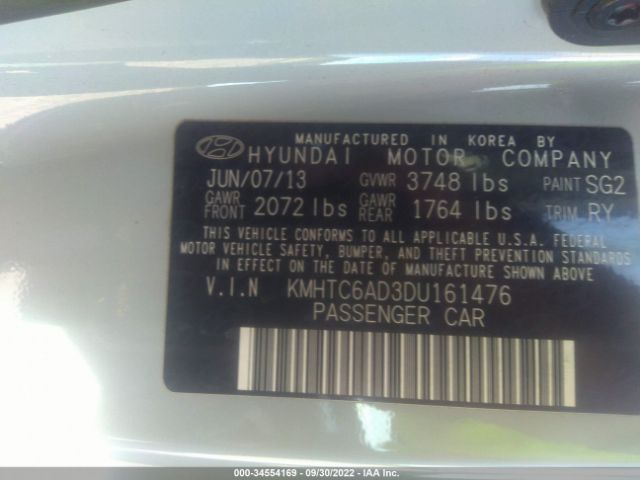 MANUFACTURED IN KOREA BY
HYUNDAI MOTOR COMPANY
JUN/07/13 GVWR 3748 lbs PAINT SG2
GAWR FRONT 2072 lbs GAWR REAR 1764 lbs TRIM RY
THIS VEHICLE CONFORMS TO ALL APPLICABLE U.S.A. FEDERAL
MOTOR VEHICLE SAFETY, BUMPER, AND THEFT PREVENTION STANDARDS
IN EFFECT ON THE DATE OF MANUFACTURE SHOWN ABOVE
V.I.N KMHTC6AD3DU161476
PASSENGER CAR
000-34554169 - 09/30/2022 - IAA Inc.